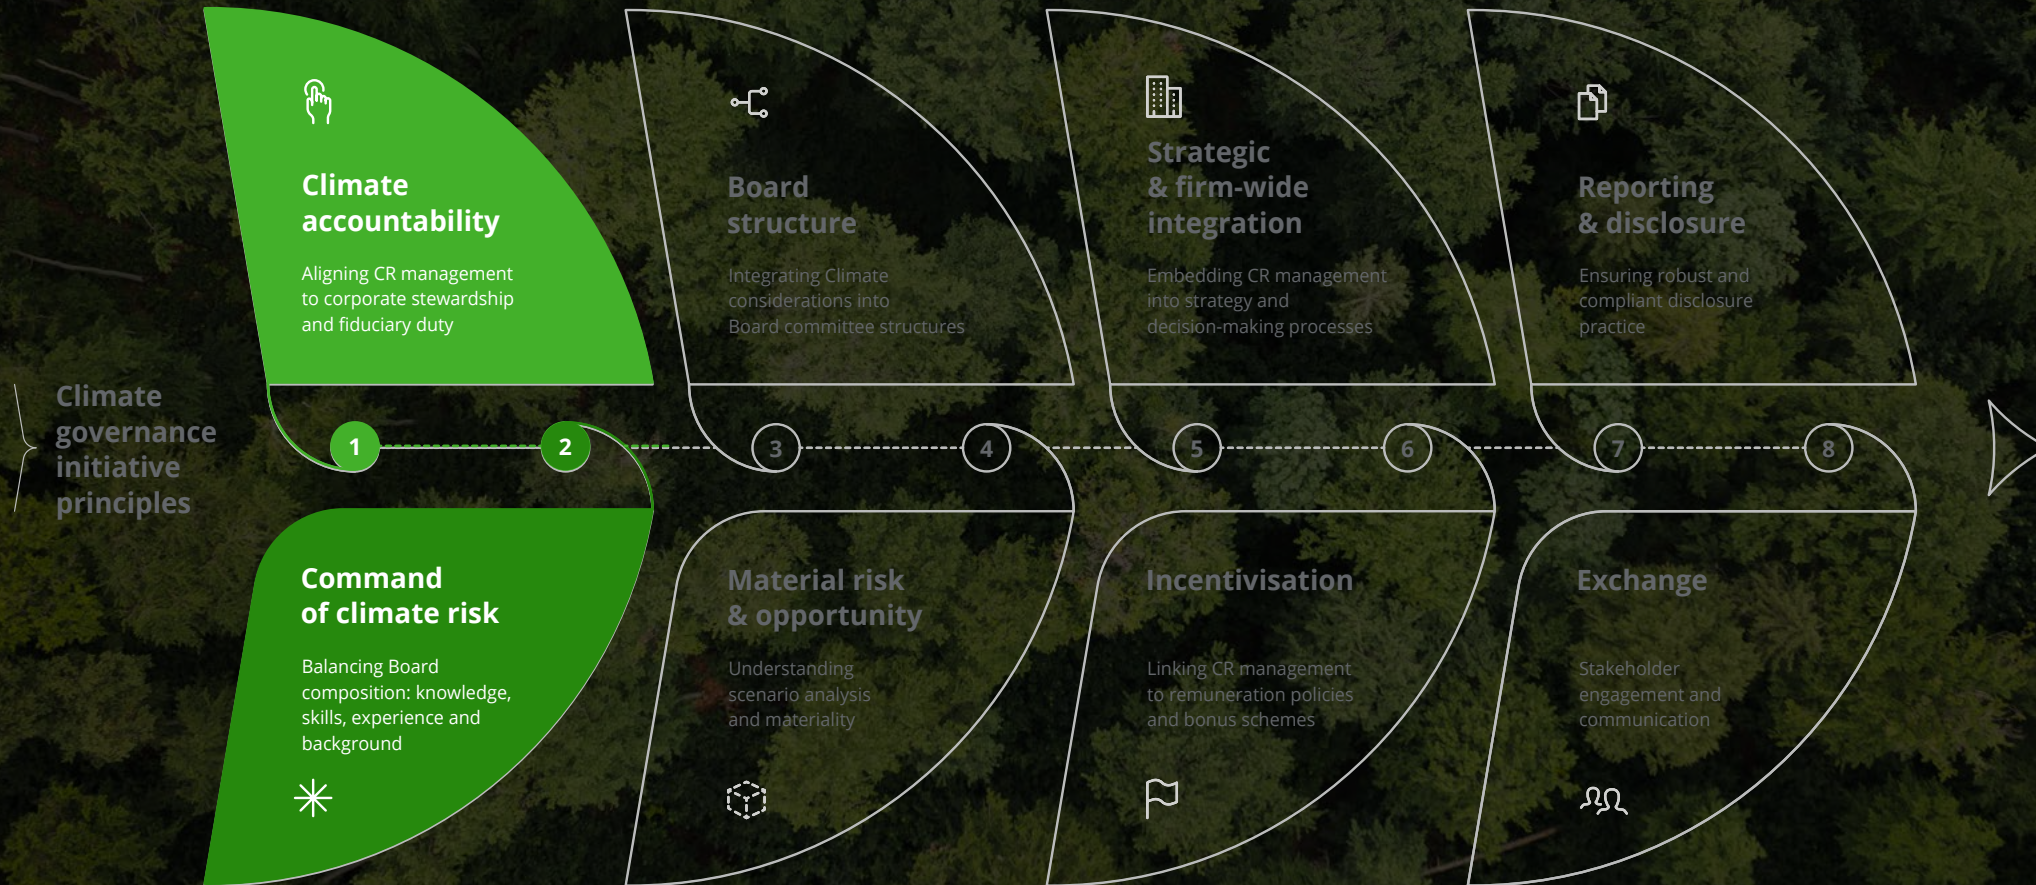 Climate
governance
initiative
principles
1
Climate
accountability
Aligning CR management
to corporate stewardship
and fiduciary duty
2
Command
of climate risk
Balancing Board
composition: knowledge,
skills, experience and
background
3
Board
structure
Integrating Climate
considerations into
Board committee structures
4
Material risk
& opportunity
Understanding
scenario analysis
and materiality
5
Strategic
& firm-wide
integration
Embedding CR management
into strategy and
decision-making processes
6
Incentivisation
Linking CR management
to remuneration policies
and bonus schemes
7
Reporting
& disclosure
Ensuring robust and
compliant disclosure
practice
8
Exchange
Stakeholder
engagement and
communication